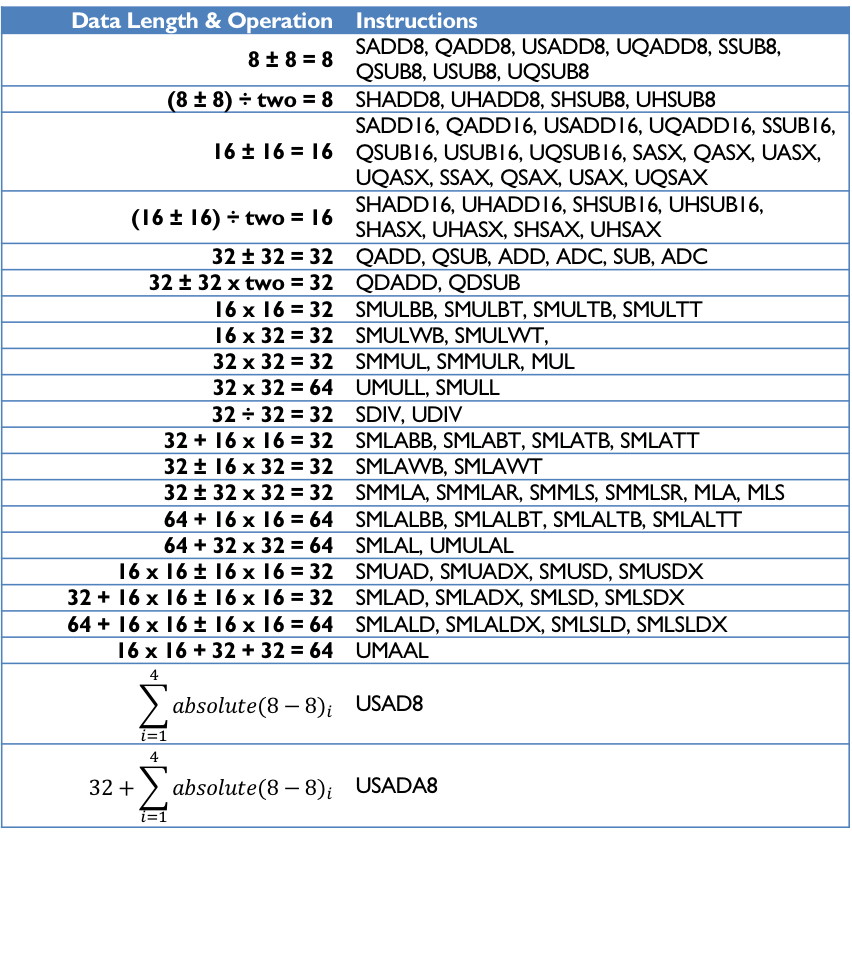 Data Length & Operation Instructions
8 ± 8 = 8 SADD8, QADD8, USADD8, UQADD8, SSUB8,
QSUB8, USUB8, UQSUB8
(8 ± 8) ÷ two = 8 SHADD8, UHADD8, SHSUB8, UHSUB8
SADD16, QADD16, USADD16, UQADD16, SSUB16,
16 ± 16 = 16 QSUB16, USUB16, UQSUB16, SASX, QASX, UASX,
UQASX, SSAX, QSAX, USAX, UQSAX
(16 ± 16) ÷ two = 16 SHADD16, UHADD16, SHSUB16, UHSUB16,
SHASX, UHASX, SHSAX, UHSAX
32 ± 32 = 32 QADD, QSUB, ADD, ADC, SUB, ADC
32 ± 32 x two = 32 QDADD, QDSUB
16 x 16 = 32 SMULBB, SMULBT, SMULTB, SMULTT
16 x 32 = 32 SMULWB, SMULWT,
32 x 32 = 32 SMMUL, SMMULR, MUL
32 x 32 = 64 UMULL, SMULL
32 ÷ 32 = 32 SDIV, UDIV
32 + 16 x 16 = 32 SMLABB, SMLABT, SMLATB, SMLATT
32 ± 16 x 32 = 32 SMLAWB, SMLAWT
32 ± 32 x 32 = 32 SMMLA, SMMLAR, SMMLS, SMMLSR, MLA, MLS
64 + 16 x 16 = 64 SMLALBB, SMLALBT, SMLALTB, SMLALTT
64 + 32 x 32 = 64 SMLAL, UMULAL
16 x 16 ± 16 x 16 = 32 SMUAD, SMUADX, SMUSD, SMUSDX
32 + 16 x 16 ± 16 x 16 = 32 SMLAD, SMLADX, SMLSD, SMLSDX
64 + 16 x 16 ± 16 x 16 = 64 SMLALD, SMLALDX, SMLSLD, SMLSLDX
16 x 16 + 32 + 32 = 64 UMAAL
4
∑ absolute(8 − 8)i USAD8
i=1
4
32 + ∑ absolute(8 − 8)i USADA8
i=1